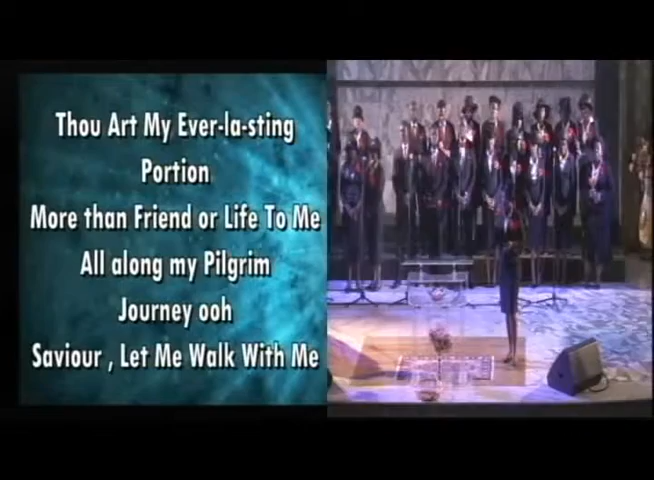 Thou Art My Ever-la-sting
Portion
More than Friend or Life To Me
All along my Pilgrim
Journey ooh
Saviour , Let Me Walk With Me